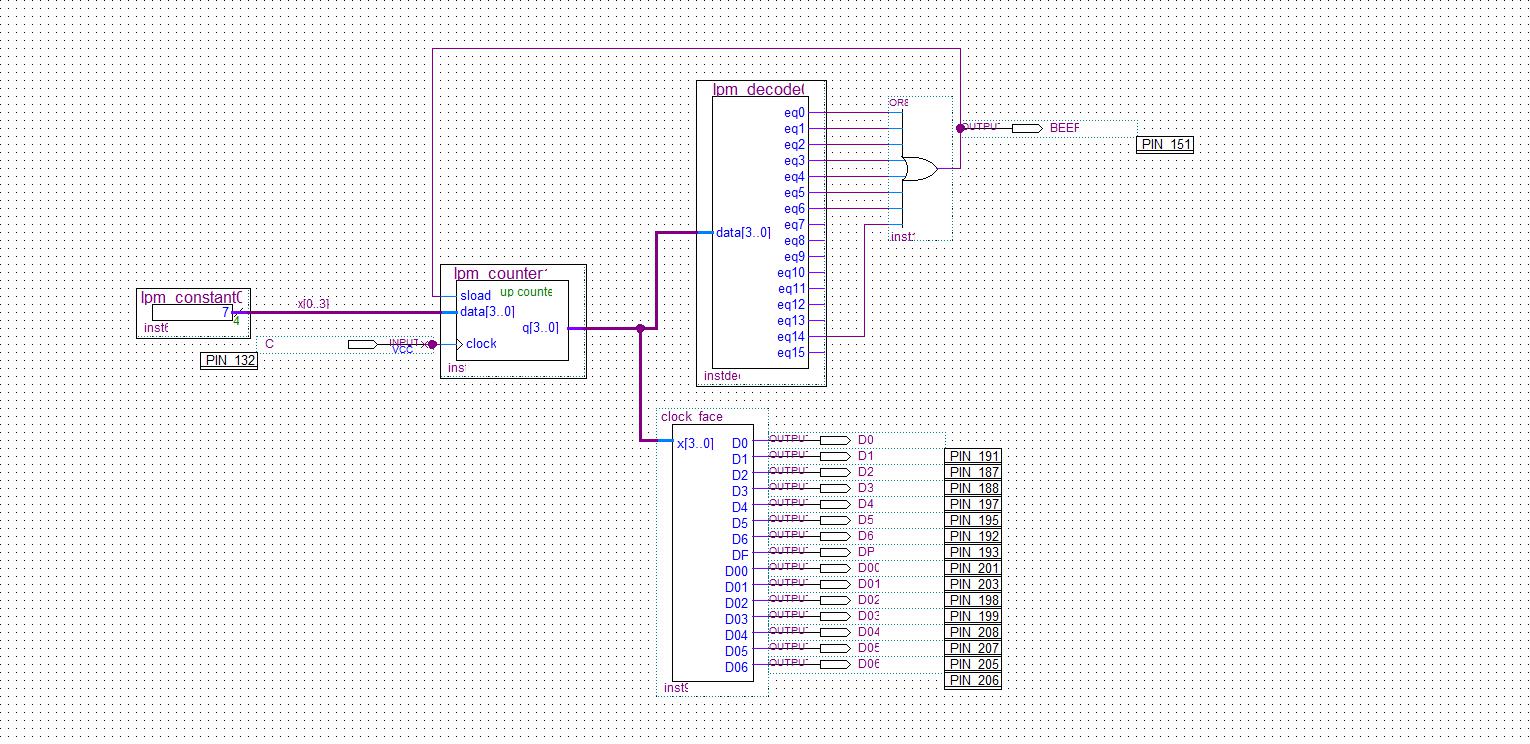 lpm_decode
OR8
eq0
eq1
eq2
eq3
eq4
eq5
eq6
eq7
eq8
eq9
eq10
eq11
eq12
eq13
eq14
eq15
data[3..0]
inst
instde
OUTPUT
BEEF
PIN_151
lpm_counter
sload
up counte
data[3..0]
q[3..0]
clock
ins
lpm_constant
7
4
x[0..3]
inst6
C
INPUT
VCC
PIN_132
clock_face
x[3..0]
D0 OUTPUT D0
D1 OUTPUT D1 PIN_191
D2 OUTPUT D2 PIN_187
D3 OUTPUT D3 PIN_188
D4 OUTPUT D4 PIN_197
D5 OUTPUT D5 PIN_195
D6 OUTPUT D6 PIN_192
DF OUTPUT DP PIN_193
D00 OUTPUT D00 PIN_201
D01 OUTPUT D01 PIN_203
D02 OUTPUT D02 PIN_198
D03 OUTPUT D03 PIN_199
D04 OUTPUT D04 PIN_208
D05 OUTPUT D05 PIN_207
D06 OUTPUT D06 PIN_205
PIN_206
inst9